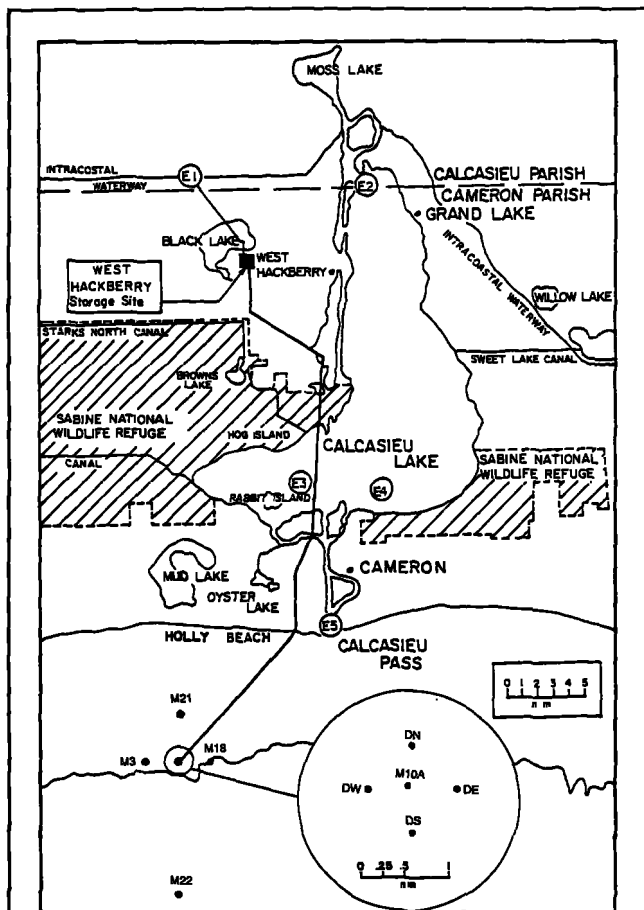 MOSS LAKE
INTRACOSTAL
WATERWAY
E1
E2
CALCASIEU PARISH
CAMERON PARISH
GRAND LAKE
BLACK LAKE
WEST
HACKBERRY
WEST
HACKBERRY
Storage Site
INTRACOASTAL WATERWAY
WILLOW LAKE
STARKS NORTH CANAL
SWEET LAKE CANAL
BROWNS
LAKE
SABINE NATIONAL
WILDLIFE REFUGE
HOG ISLAND
CALCASIEU
LAKE
CANAL
SABINE NATIONAL
WILDLIFE REFUGE
E3
E4
RABBIT ISLAND
MUD LAKE
OYSTER
LAKE
CAMERON
E5
HOLLY BEACH
CALCASIEU
PASS
0 1 2 3 4 5
n m
M21
M3
M18
DN
M10A
DW
DE
DS
0 .25 .5 1
nm
M22